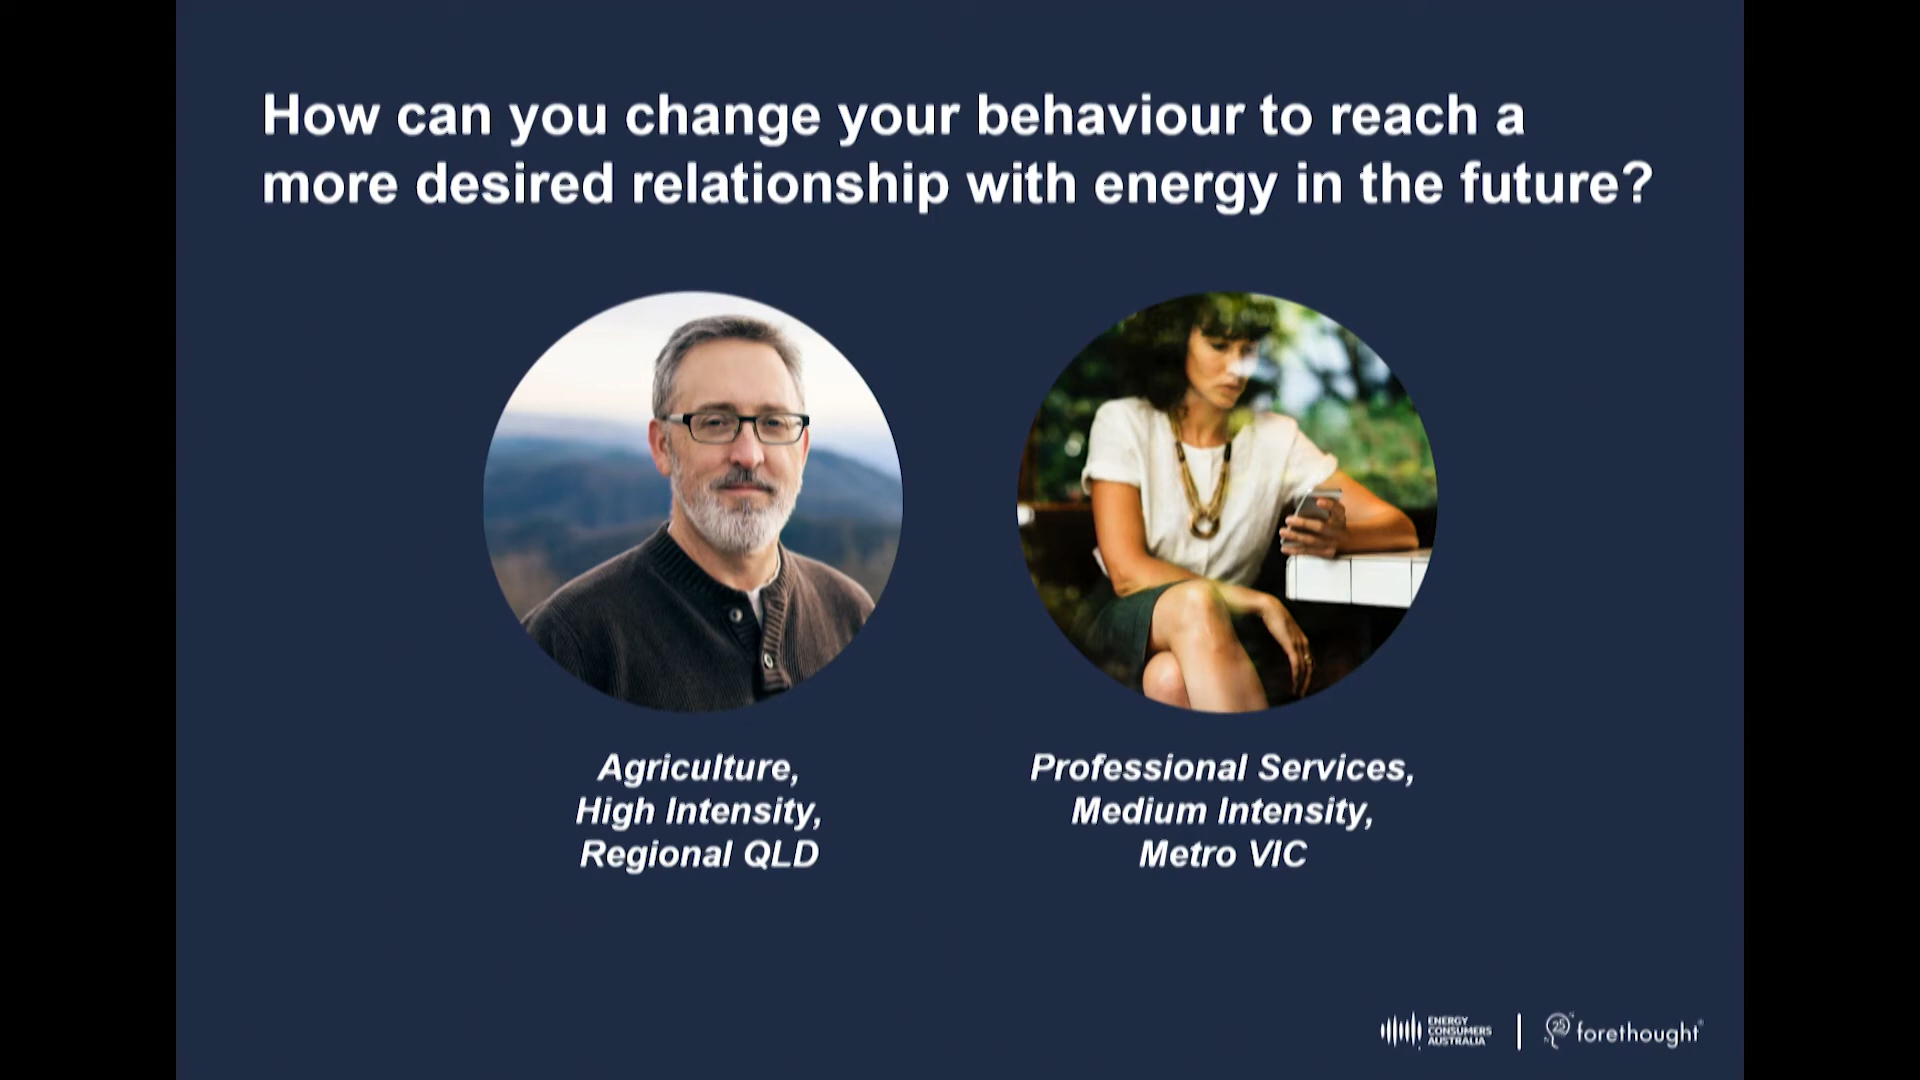 How can you change your behaviour to reach a
more desired relationship with energy in the future?
Agriculture,
High Intensity,
Regional QLD
Professional Services,
Medium Intensity,
Metro VIC
ENERGY
CONSUMERS
AUSTRALIA
25
forethought